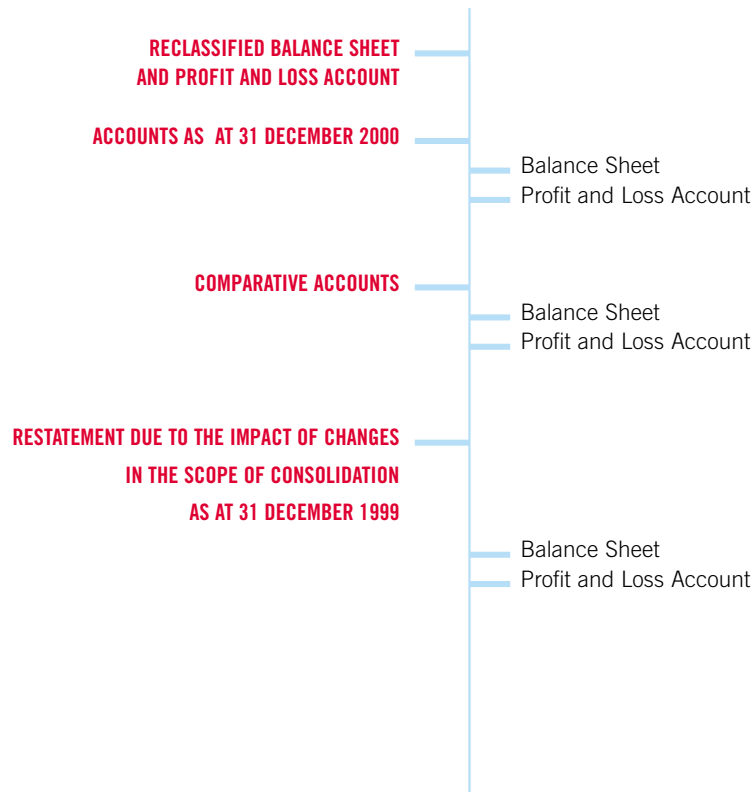 RECLASSIFIED BALANCE SHEET
AND PROFIT AND LOSS ACCOUNT
ACCOUNTS AS AT 31 DECEMBER 2000
Balance Sheet
Profit and Loss Account
COMPARATIVE ACCOUNTS
Balance Sheet
Profit and Loss Account
RESTATEMENT DUE TO THE IMPACT OF CHANGES
IN THE SCOPE OF CONSOLIDATION
AS AT 31 DECEMBER 1999
Balance Sheet
Profit and Loss Account